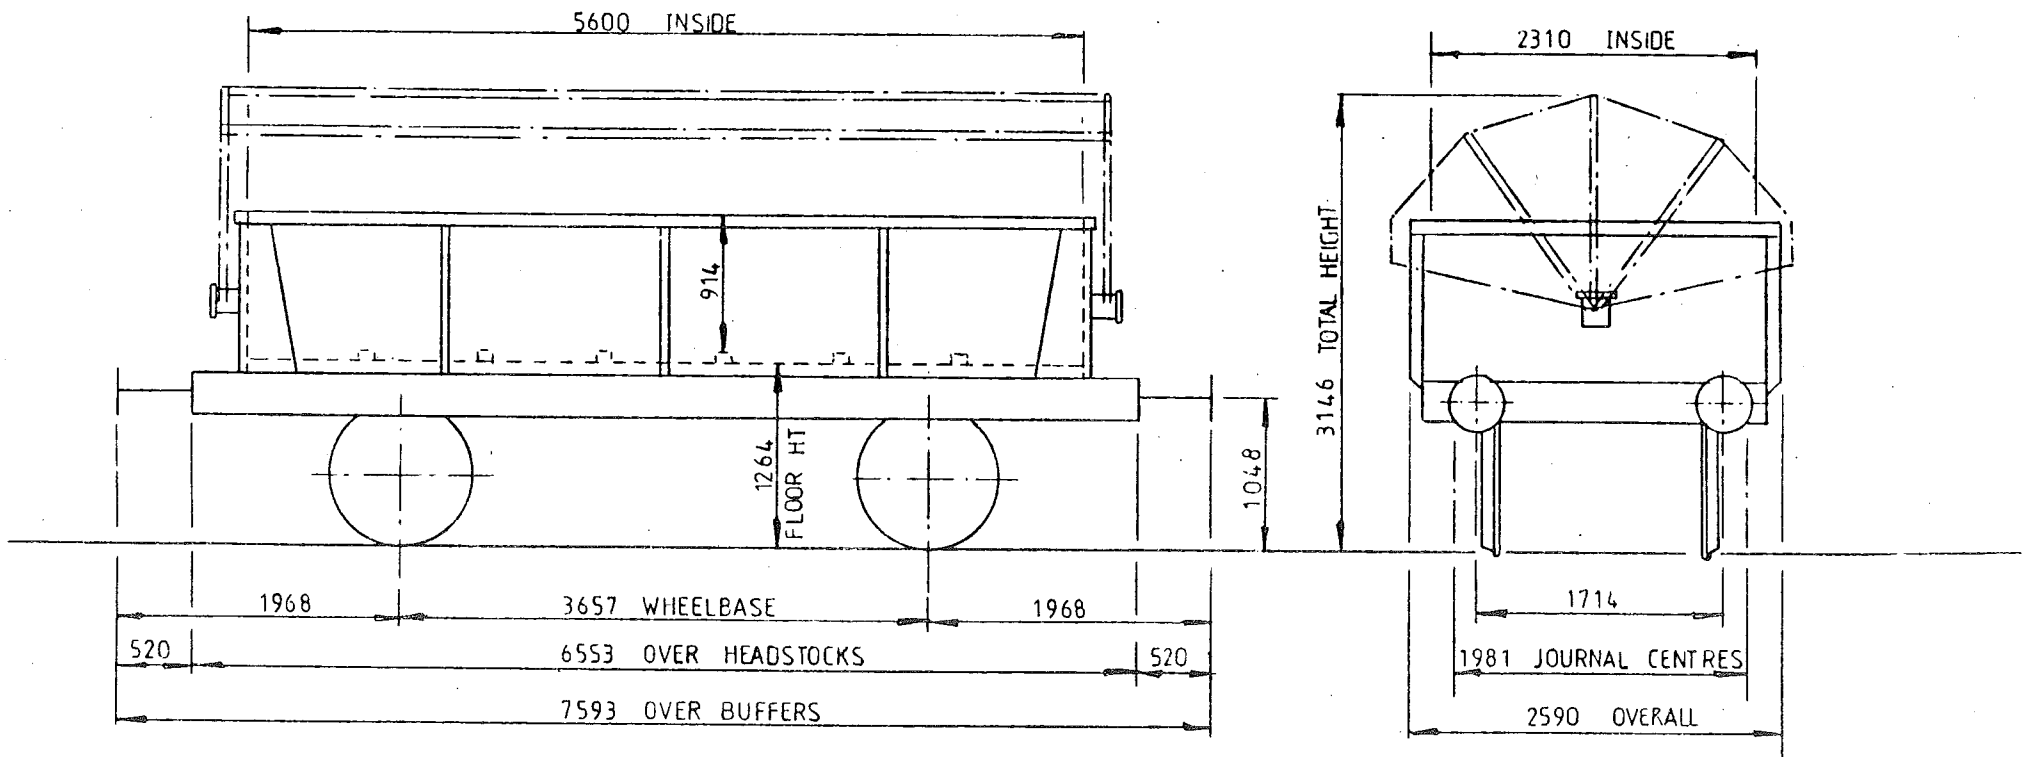 5600 INSIDE
2310 INSIDE
914
3146 TOTAL HEIGHT
1264
FLOOR HT
1048
1968
3657 WHEELBASE
1968
1714
520
6553 OVER HEADSTOCKS
520
1981 JOURNAL CENTRES
7593 OVER BUFFERS
2590 OVERALL